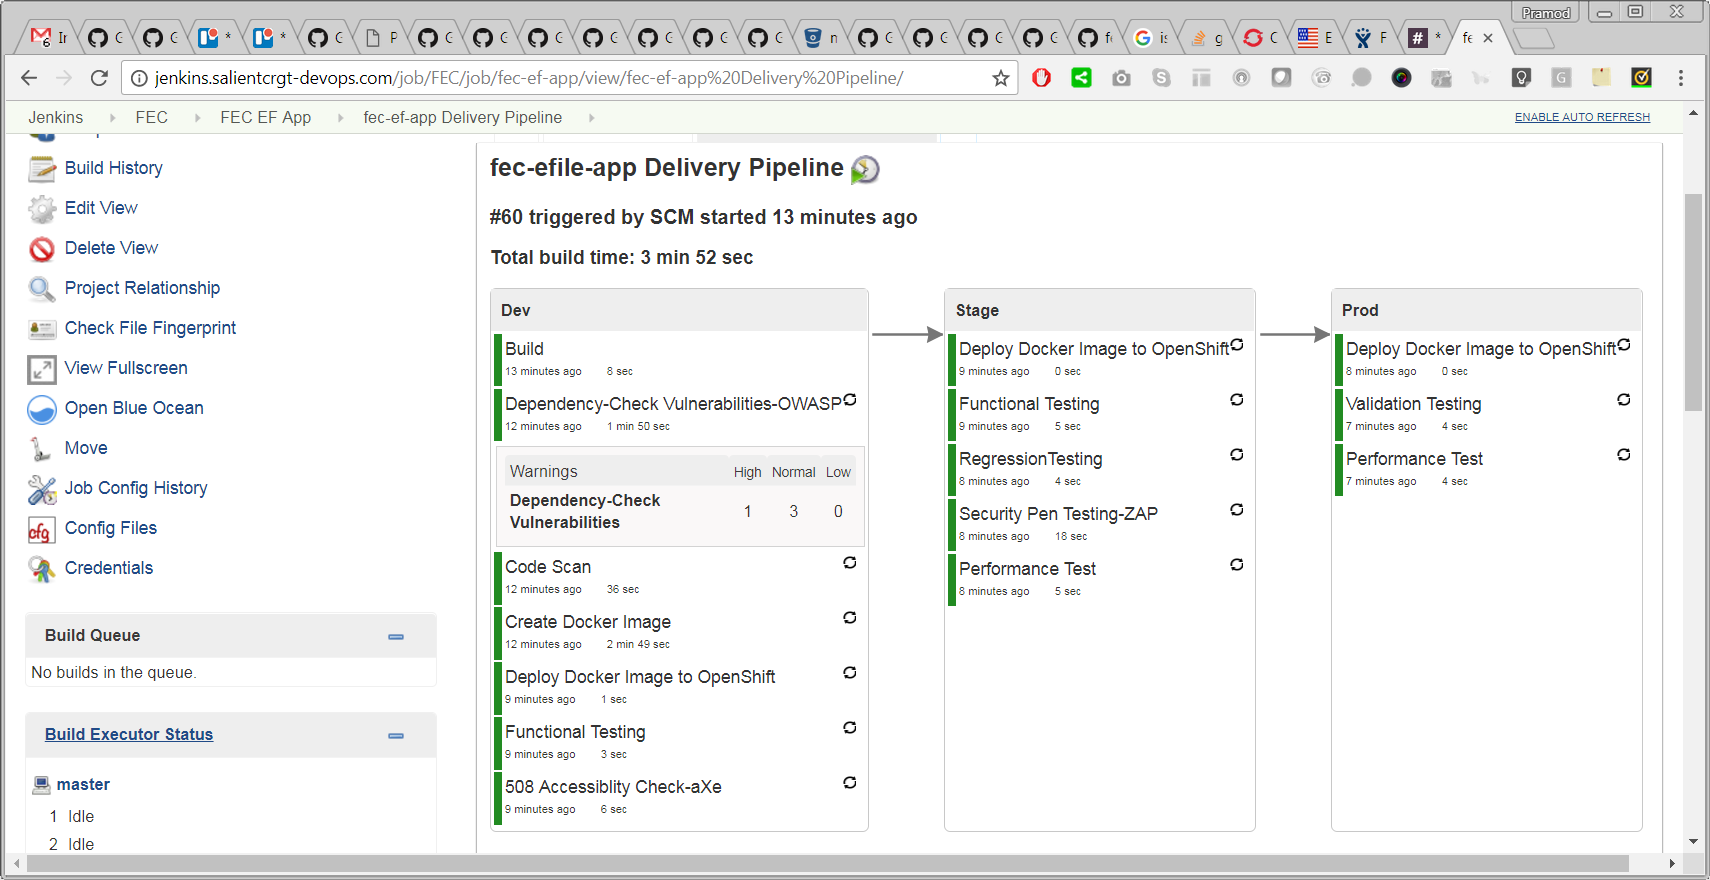 Pramod
6 Ir
G
G
*
*
G
P
G
G
G
G
G
G
G
n
G
G
G
G
fe
is
g
C
E
F
# *
fe
jenkins.salientcrgt-devops.com/job/FEC/job/fec-ef-app/view/fec-ef-app%20Delivery%20Pipeline/
Jenkins FEC FEC EF App fec-ef-app Delivery Pipeline
ENABLE AUTO REFRESH
Build History
Edit View
Delete View
Project Relationship
Check File Fingerprint
View Fullscreen
Open Blue Ocean
Move
Job Config History
cfg Config Files
Credentials
Build Queue
No builds in the queue.
Build Executor Status
master
1 Idle
2 Idle
fec-efile-app Delivery Pipeline
#60 triggered by SCM started 13 minutes ago
Total build time: 3 min 52 sec
Dev
Build
13 minutes ago 8 sec
Dependency-Check Vulnerabilities-OWASP
12 minutes ago 1 min 50 sec
Warnings High Normal Low
Dependency-Check
Vulnerabilities 1 3 0
Code Scan
12 minutes ago 36 sec
Create Docker Image
12 minutes ago 2 min 49 sec
Deploy Docker Image to OpenShift
9 minutes ago 1 sec
Functional Testing
9 minutes ago 3 sec
508 Accessiblity Check-aXe
9 minutes ago 6 sec
Stage
Deploy Docker Image to OpenShift
9 minutes ago 0 sec
Functional Testing
9 minutes ago 5 sec
RegressionTesting
8 minutes ago 4 sec
Security Pen Testing-ZAP
8 minutes ago 18 sec
Performance Test
8 minutes ago 5 sec
Prod
Deploy Docker Image to OpenShift
8 minutes ago 0 sec
Validation Testing
7 minutes ago 4 sec
Performance Test
7 minutes ago 4 sec